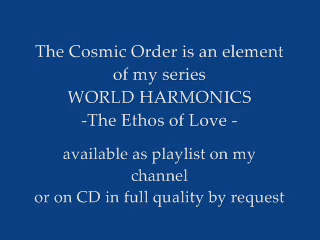 The Cosmic Order is an element
of my series
WORLD HARMONICS
-The Ethos of Love -
available as playlist on my
channel
or on CD in full quality by request